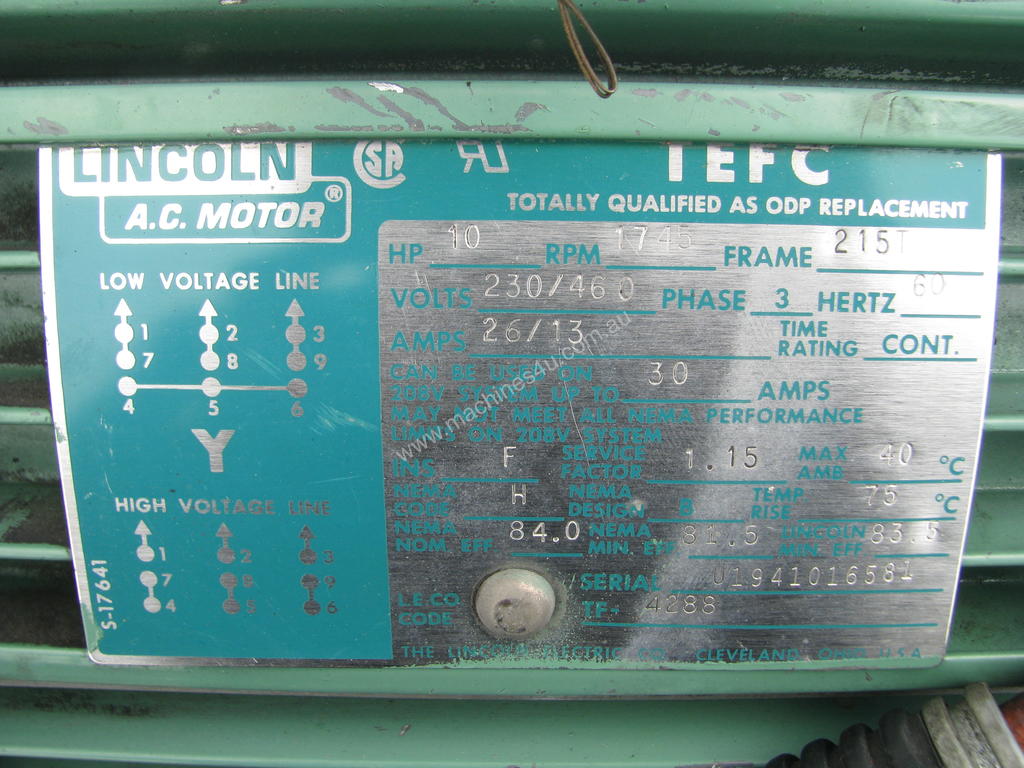 LINCOLN ® A.C. MOTOR
SA
TEFC
TOTALLY QUALIFIED AS ODP REPLACEMENT
HP 10 RPM 1745 FRAME 215T
VOLTS 230/460 PHASE 3 HERTZ 60
AMPS 26/13 TIME RATING CONT.
CAN BE USED ON
208V SYSTEM UP TO 30 AMPS
MAY NOT MEET ALL NEMA PERFORMANCE
LIMITS ON 208V SYSTEM
INS F SERVICE FACTOR 1.15 MAX AMB 40 °C
NEMA CODE H NEMA DESIGN B TEMP RISE 75 °C
NEMA NOM EFF 84.0 NEMA MIN. EFF 81.5 LINCOLN MIN. EFF 83.5
SERIAL U1941016581
L.E.CO. CODE TF- 4288
THE LINCOLN ELECTRIC CO. CLEVELAND, OHIO U.S.A.
LOW VOLTAGE LINE
1 2 3
7 8 9
4 5 6
Y
HIGH VOLTAGE LINE
1 2 3
7 8 9
4 5 6
S-17641
www.machines4u.com.au